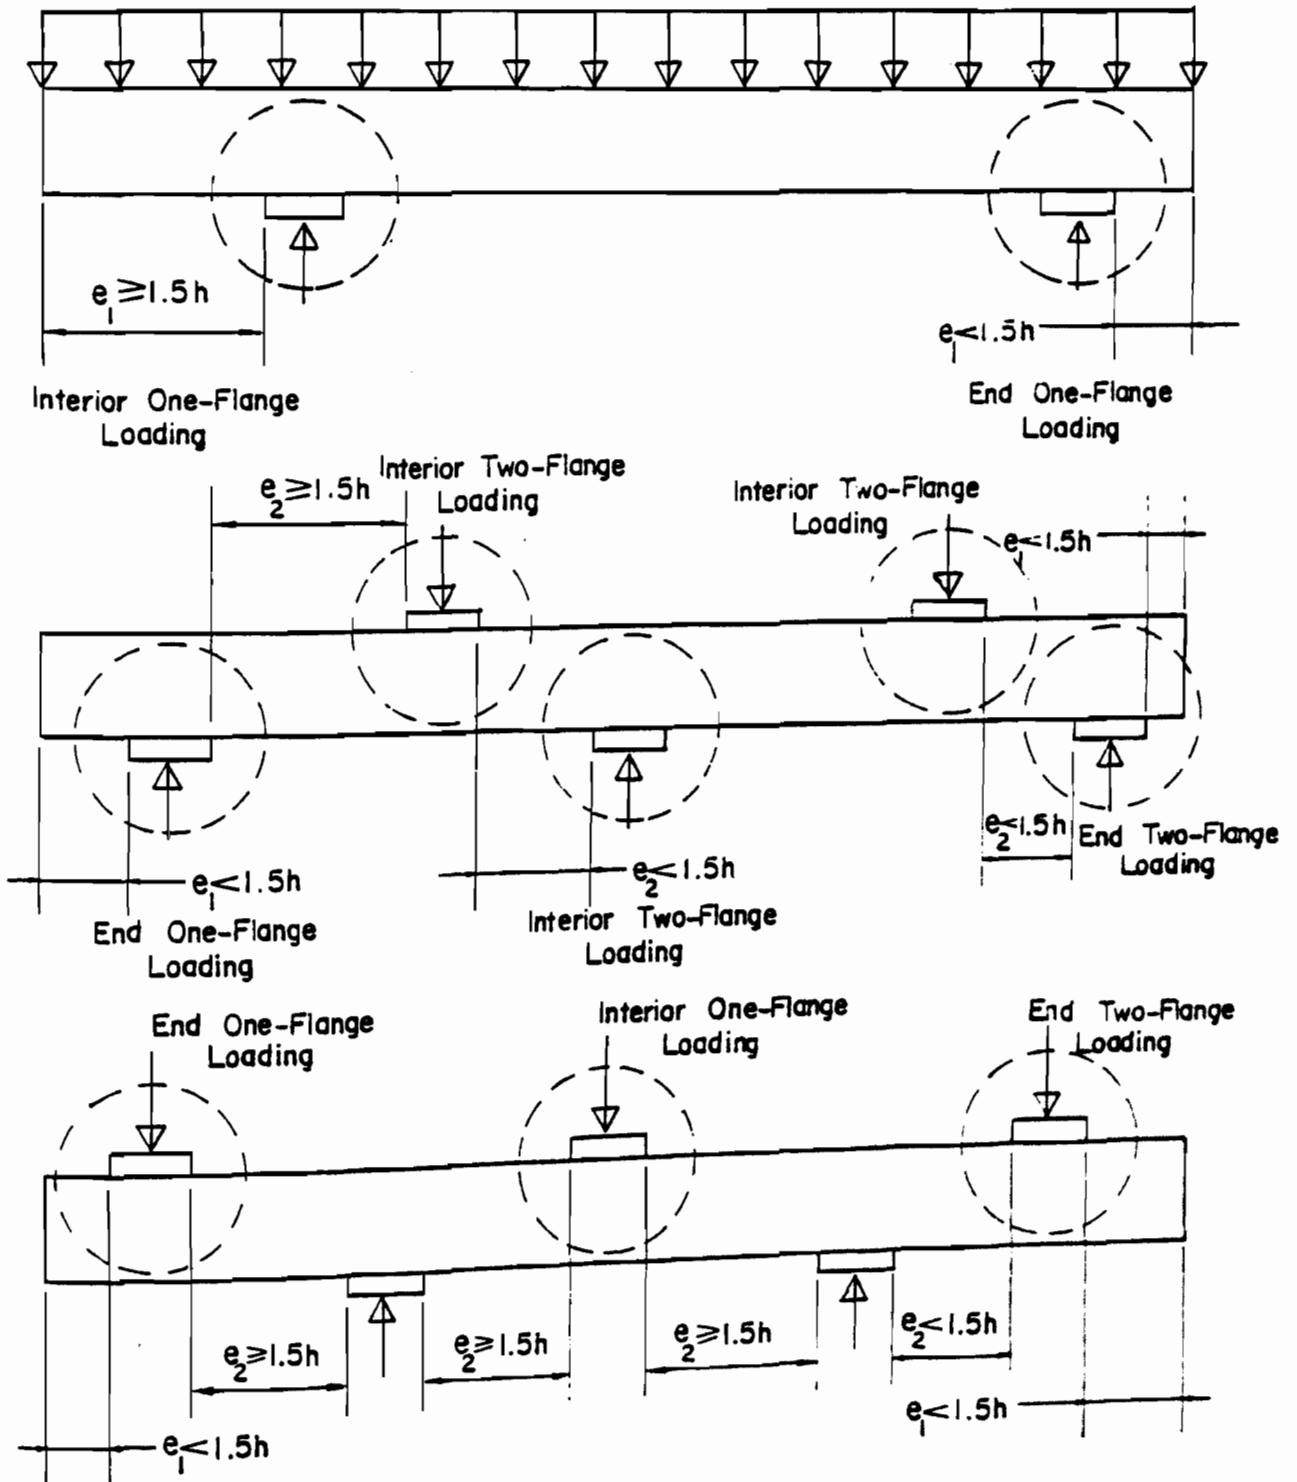 e₁ ≥ 1.5h
e₁ < 1.5h
Interior One-Flange
Loading
End One-Flange
Loading
e₂ ≥ 1.5h
Interior Two-Flange
Loading
Interior Two-Flange
Loading
e₁ < 1.5h
e₁ < 1.5h
End One-Flange
Loading
e₂ < 1.5h
Interior Two-Flange
Loading
e₂ < 1.5h
End Two-Flange
Loading
End One-Flange
Loading
Interior One-Flange
Loading
End Two-Flange
Loading
e₂ ≥ 1.5h
e₂ ≥ 1.5h
e₂ ≥ 1.5h
e₂ < 1.5h
e₁ < 1.5h
e₁ < 1.5h